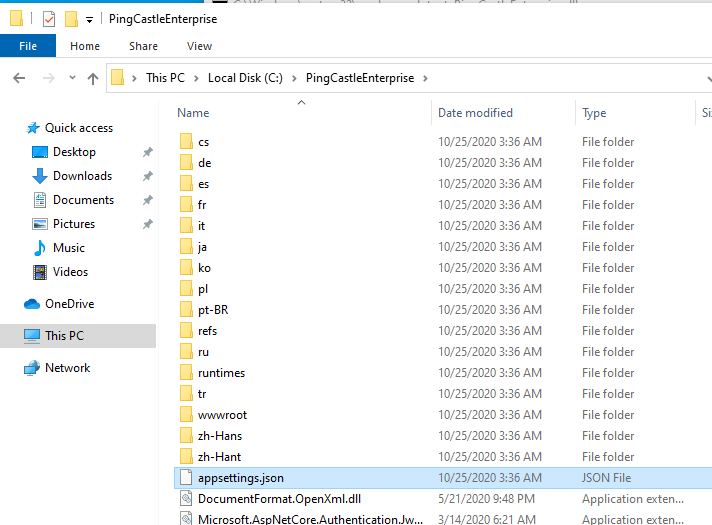 PingCastleEnterprise
File Home Share View
This PC Local Disk (C:) PingCastleEnterprise
Name Date modified Type
Quick access
Desktop
Downloads
Documents
Pictures
Music
Videos
OneDrive
This PC
Network
cs 10/25/2020 3:36 AM File folder
de 10/25/2020 3:36 AM File folder
es 10/25/2020 3:36 AM File folder
fr 10/25/2020 3:36 AM File folder
it 10/25/2020 3:36 AM File folder
ja 10/25/2020 3:36 AM File folder
ko 10/25/2020 3:36 AM File folder
pl 10/25/2020 3:36 AM File folder
pt-BR 10/25/2020 3:36 AM File folder
refs 10/25/2020 3:36 AM File folder
ru 10/25/2020 3:36 AM File folder
runtimes 10/25/2020 3:36 AM File folder
tr 10/25/2020 3:36 AM File folder
wwwroot 10/25/2020 3:36 AM File folder
zh-Hans 10/25/2020 3:36 AM File folder
zh-Hant 10/25/2020 3:36 AM File folder
appsettings.json 10/25/2020 3:36 AM JSON File
DocumentFormat.OpenXml.dll 5/21/2020 9:48 PM Application exten...
Microsoft.AspNetCore.Authentication.Jw... 3/14/2020 6:21 AM Application exten...